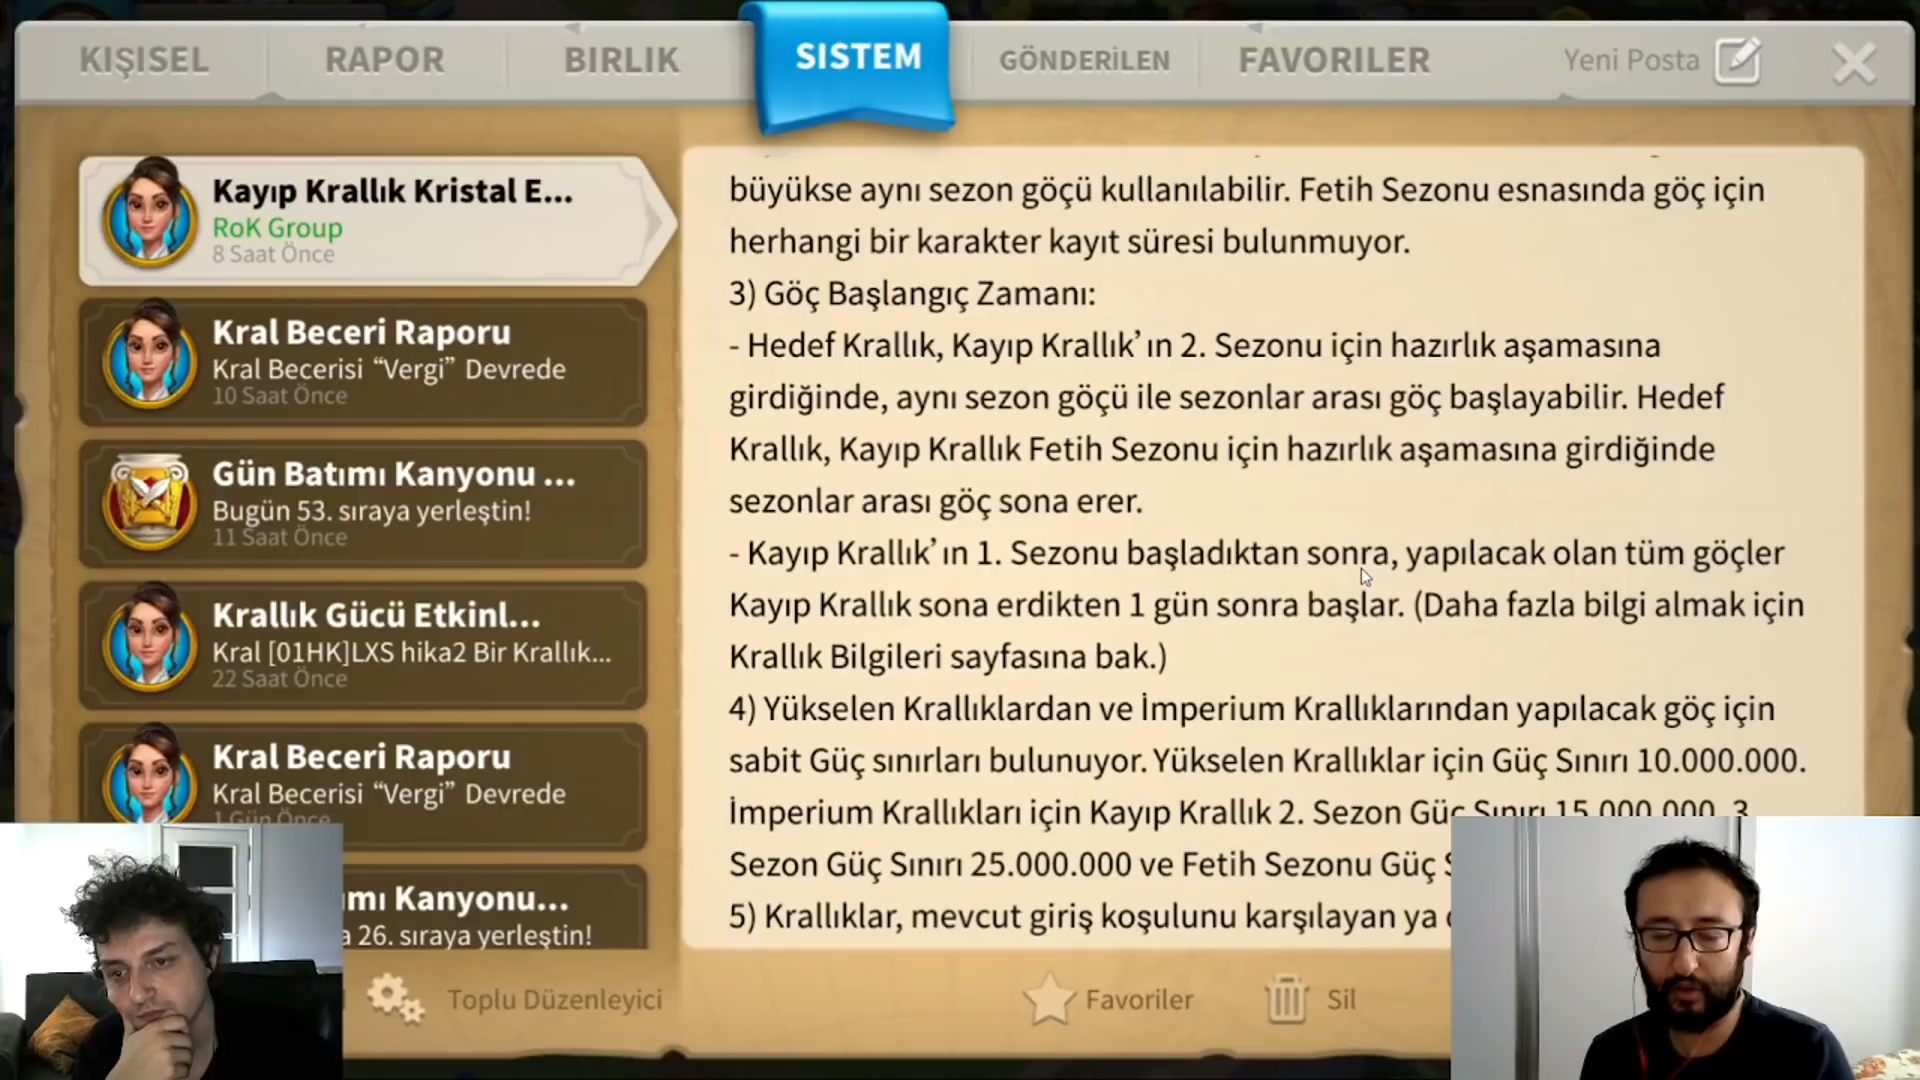 KIŞISEL
RAPOR
BIRLIK
SISTEM
GÖNDERİLEN
FAVORILER
Yeni Posta
Kayıp Krallık Kristal E...
RoK Group
8 Saat Önce
Kral Beceri Raporu
Kral Becerisi “Vergi” Devrede
10 Saat Önce
Gün Batımı Kanyonu ...
Bugün 53. sıraya yerleştin!
11 Saat Önce
Krallık Gücü Etkinl...
Kral [01HK]LXS hika2 Bir Krallık...
22 Saat Önce
Kral Beceri Raporu
Kral Becerisi “Vergi” Devrede
1 Gün Önce
Kanyonu...
26. sıraya yerleştin!
Toplu Düzenleyici
büyükse aynı sezon göçü kullanılabilir. Fetih Sezonu esnasında göç için
herhangi bir karakter kayıt süresi bulunmuyor.
3) Göç Başlangıç Zamanı:
- Hedef Krallık, Kayıp Krallık’ın 2. Sezonu için hazırlık aşamasına
girdiğinde, aynı sezon göçü ile sezonlar arası göç başlayabilir. Hedef
Krallık, Kayıp Krallık Fetih Sezonu için hazırlık aşamasına girdiğinde
sezonlar arası göç sona erer.
- Kayıp Krallık’ın 1. Sezonu başladıktan sonra, yapılacak olan tüm göçler
Kayıp Krallık sona erdikten 1 gün sonra başlar. (Daha fazla bilgi almak için
Krallık Bilgileri sayfasına bak.)
4) Yükselen Krallıklardan ve İmperium Krallıklarından yapılacak göç için
sabit Güç sınırları bulunuyor. Yükselen Krallıklar için Güç Sınırı 10.000.000.
İmperium Krallıkları için Kayıp Krallık 2. Sezon Güç Sınırı 15.000.000, 3.
Sezon Güç Sınırı 25.000.000 ve Fetih Sezonu Güç
5) Krallıklar, mevcut giriş koşulunu karşılayan ya
Favoriler
Sil